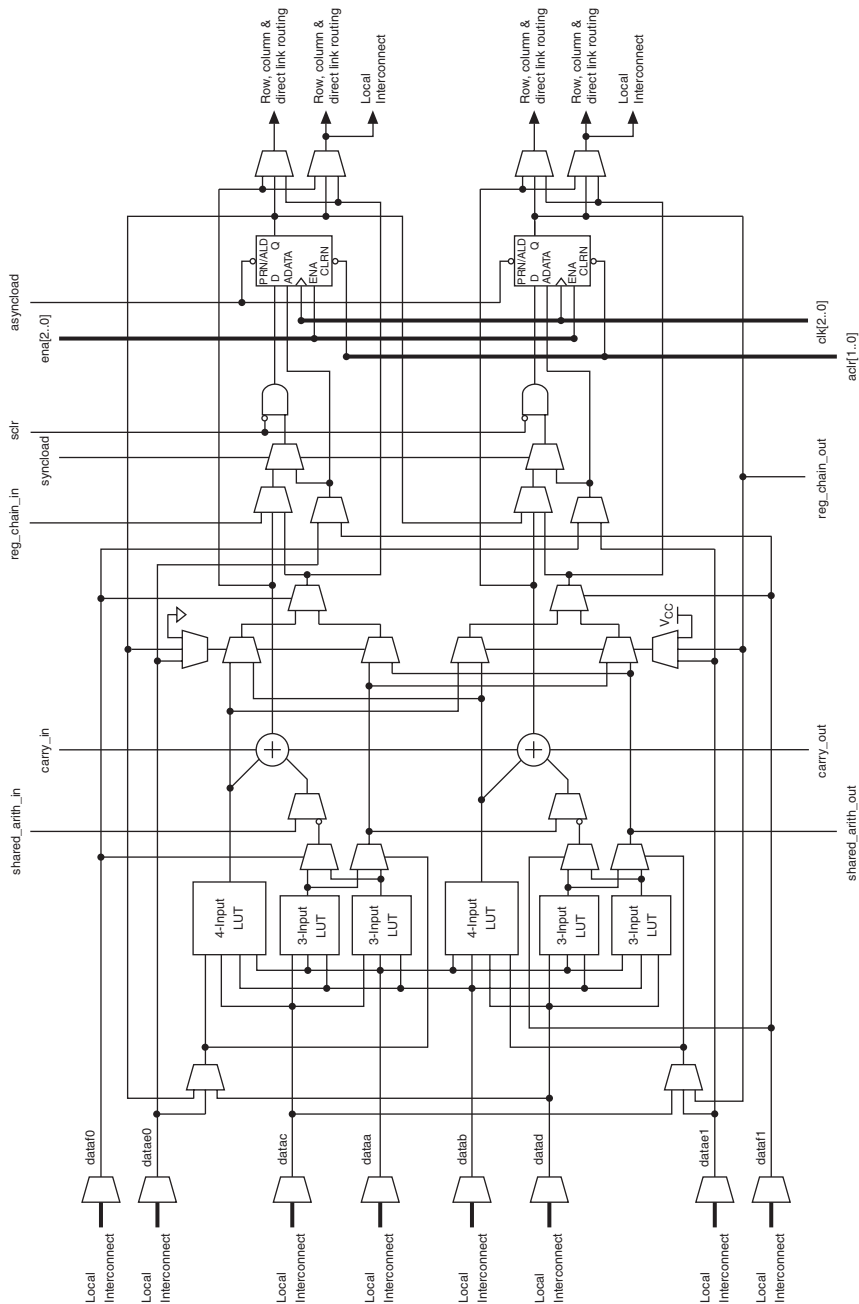 Row, column &
direct link routing
Row, column &
direct link routing
Local
Interconnect
Row, column &
direct link routing
Row, column &
direct link routing
Local
Interconnect
PRN/ALD
D Q
ADATA
ENA
CLRN
PRN/ALD
D Q
ADATA
ENA
CLRN
asyncload
ena[2..0]
sclr
syncload
reg_chain_in
carry_in
shared_arith_in
clk[2..0]
aclr[1..0]
reg_chain_out
carry_out
shared_arith_out
VCC
+
+
4-Input
LUT
3-Input
LUT
3-Input
LUT
4-Input
LUT
3-Input
LUT
3-Input
LUT
dataf0
datae0
datac
dataa
datab
datad
datae1
dataf1
Local
Interconnect
Local
Interconnect
Local
Interconnect
Local
Interconnect
Local
Interconnect
Local
Interconnect
Local
Interconnect
Local
Interconnect